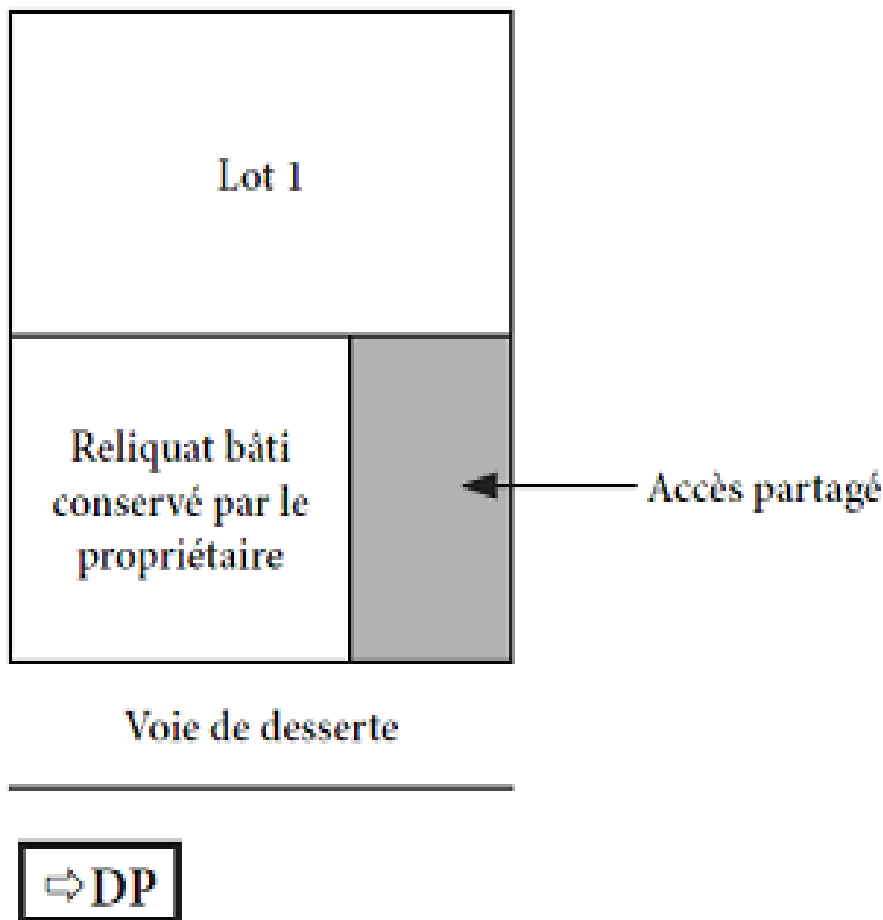 Lot 1
Reliquat bâti
conservé par le
propriétaire
Accès partagé
Voie de desserte
⇨DP